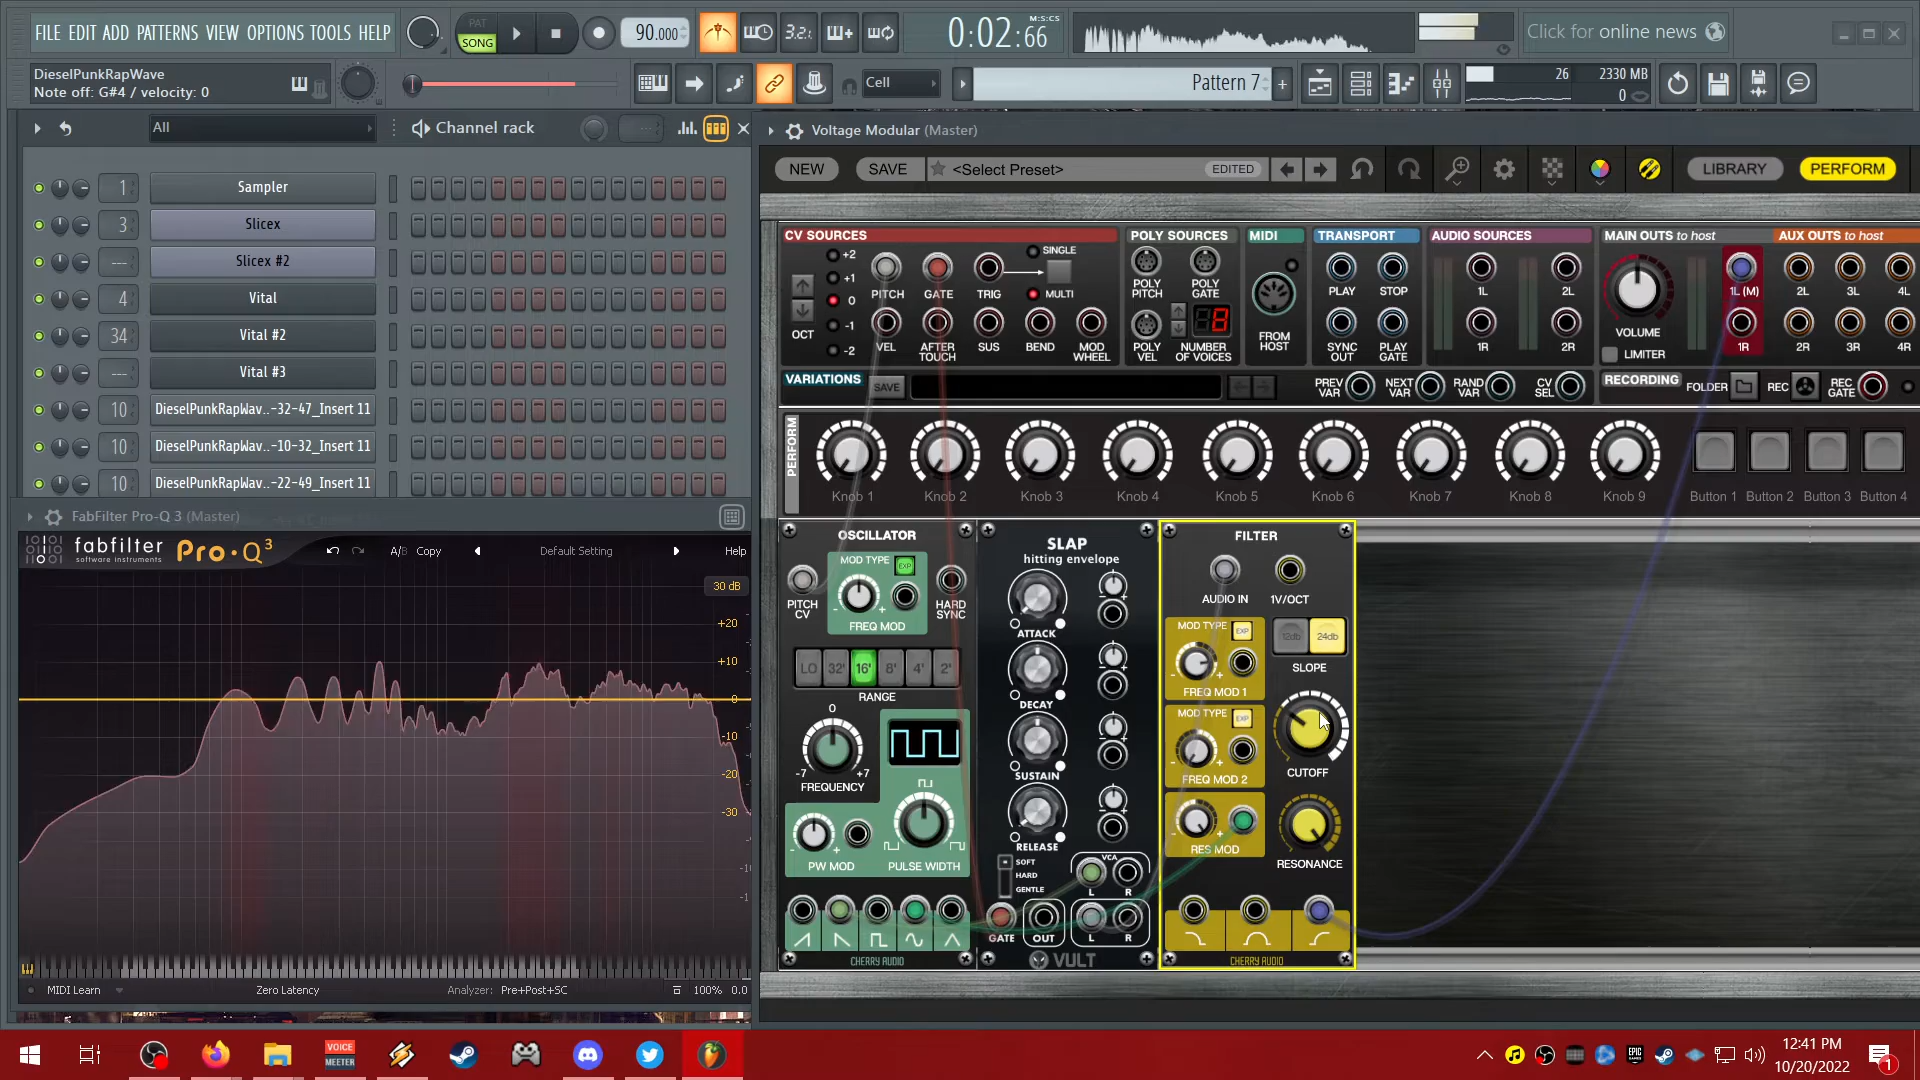 FILE EDIT ADD PATTERNS VIEW OPTIONS TOOLS HELP
PAT
SONG
90.000
3.2.
0:02:66
M:S:CS
Click for online news
DieselPunkRapWave
Note off: G#4 / velocity: 0
Cell
Pattern 7
26
2330 MB
0
All
Channel rack
1 Sampler
3 Slicex
--- Slicex #2
4 Vital
34 Vital #2
--- Vital #3
10 DieselPunkRapWav..-32-47_Insert 11
10 DieselPunkRapWav..-10-32_Insert 11
10 DieselPunkRapWav..-22-49_Insert 11
FabFilter Pro-Q 3 (Master)
fabfilter
software instruments
Pro·Q³
A/B Copy
Default Setting
Help
30 dB
+20
+10
0
-10
-20
-30
MIDI Learn
Zero Latency
Analyzer: Pre+Post+SC
100% 0.0
Voltage Modular (Master)
NEW SAVE <Select Preset> EDITED LIBRARY PERFORM
CV SOURCES
+2
+1
0
-1
-2
OCT
PITCH GATE TRIG
SINGLE
MULTI
VEL AFTER TOUCH SUS BEND MOD WHEEL
POLY SOURCES
POLY PITCH POLY GATE
POLY VEL NUMBER OF VOICES
8
MIDI
FROM HOST
TRANSPORT
PLAY STOP
SYNC OUT PLAY GATE
AUDIO SOURCES
1L 2L
1R 2R
MAIN OUTS to host
VOLUME
LIMITER
1L (M)
1R
AUX OUTS to host
2L 3L 4L
2R 3R 4R
VARIATIONS SAVE
PREV VAR NEXT VAR RAND VAR CV SEL
RECORDING FOLDER REC REC GATE
PERFORM
Knob 1 Knob 2 Knob 3 Knob 4 Knob 5 Knob 6 Knob 7 Knob 8 Knob 9 Button 1 Button 2 Button 3 Button 4
OSCILLATOR
MOD TYPE EXP
PITCH CV
FREQ MOD
HARD SYNC
LO 32' 16' 8' 4' 2'
RANGE
0
-7 +7
FREQUENCY
PW MOD
PULSE WIDTH
CHERRY AUDIO
SLAP
hitting envelope
ATTACK
DECAY
SUSTAIN
RELEASE
SOFT
HARD
GENTLE
VCA
L R
GATE OUT L R
VULT
FILTER
AUDIO IN 1V/OCT
MOD TYPE EXP
FREQ MOD 1
12db 24db
SLOPE
MOD TYPE EXP
FREQ MOD 2
CUTOFF
RES MOD
RESONANCE
CHERRY AUDIO
VOICE
MEETER
EPIC
GAMES
12:41 PM
10/20/2022
1